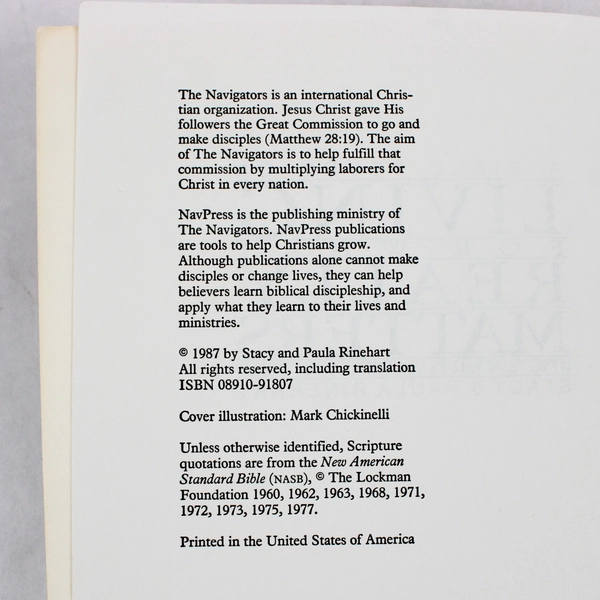 The Navigators is an international Chris-
tian organization. Jesus Christ gave His
followers the Great Commission to go and
make disciples (Matthew 28:19). The aim
of The Navigators is to help fulfill that
commission by multiplying laborers for
Christ in every nation.
NavPress is the publishing ministry of
The Navigators. NavPress publications
are tools to help Christians grow.
Although publications alone cannot make
disciples or change lives, they can help
believers learn biblical discipleship, and
apply what they learn to their lives and
ministries.
© 1987 by Stacy and Paula Rinehart
All rights reserved, including translation
ISBN 08910-91807
Cover illustration: Mark Chickinelli
Unless otherwise identified, Scripture
quotations are from the New American
Standard Bible (NASB), © The Lockman
Foundation 1960, 1962, 1963, 1968, 1971,
1972, 1973, 1975, 1977.
Printed in the United States of America